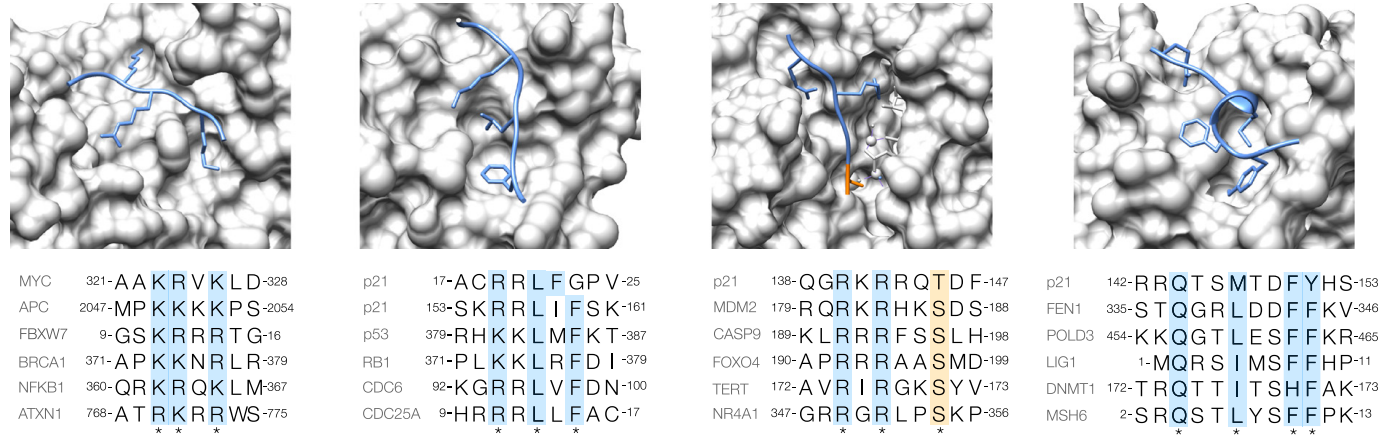 MYC 321-AAKRVKLD-328
APC 2047-MPKKKKPS-2054
FBXW7 9-GSKRRRTG-16
BRCA1 371-APKKNRLR-379
NFKB1 360-QRKRQKLM-367
ATXN1 768-ATRKRRWS-775
* * *
p21 17-ACRRLFGPV-25
p21 153-SKRRLIFSK-161
p53 379-RHKKLMFKT-387
RB1 371-PLKKLRFDI-379
CDC6 92-KGRRLVFDN-100
CDC25A 9-HRRRLLFAC-17
* * *
p21 138-QGRKRRQTDF-147
MDM2 179-RQRKRHKSDS-188
CASP9 189-KLRRRFSSLH-198
FOXO4 190-APRRRAASMD-199
TERT 172-AVRIRGKSYV-173
NR4A1 347-GRRGRLPSKP-356
* * *
p21 142-RRQTSMTDFYHS-153
FEN1 335-STQGRLDDFFKV-346
POLD3 454-KKQGTLESFFKR-465
LIG1 1-MQRSIMSFFHP-11
DNMT1 172-TRQTTITSHFAK-173
MSH6 2-SRQSTLYSFFPK-13
* * * *